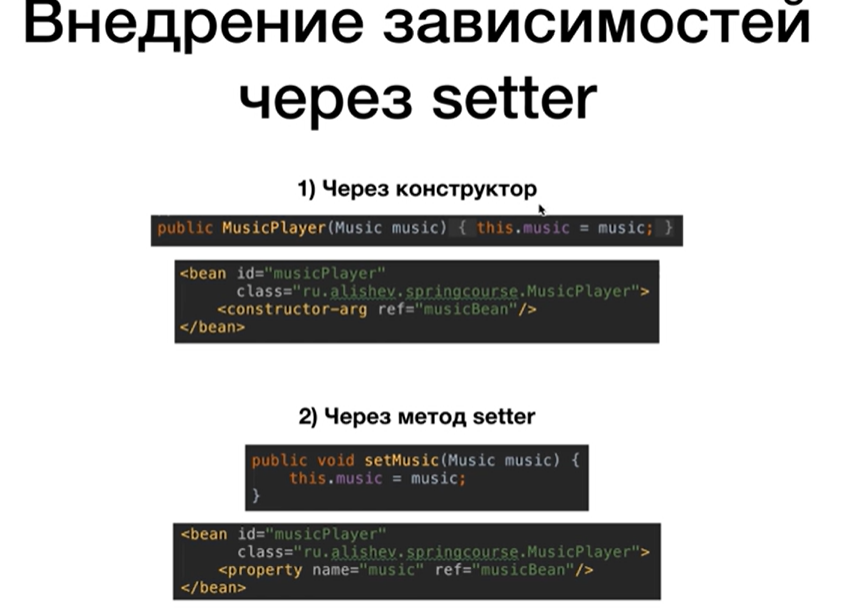 Внедрение зависимостей
через setter
1) Через конструктор
public MusicPlayer(Music music) { this.music = music; }
<bean id="musicPlayer"
class="ru.alishev.springcourse.MusicPlayer">
<constructor-arg ref="musicBean"/>
</bean>
2) Через метод setter
public void setMusic(Music music) {
this.music = music;
}
<bean id="musicPlayer"
class="ru.alishev.springcourse.MusicPlayer">
<property name="music" ref="musicBean"/>
</bean>